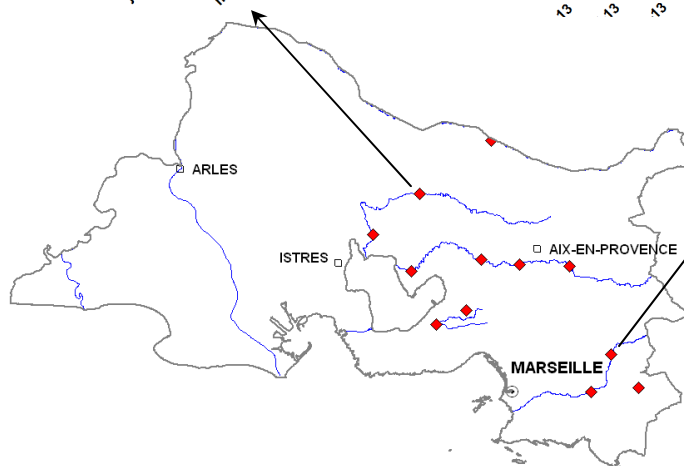 13 13 13
ARLES
AIX-EN-PROVENCE
ISTRES
MARSEILLE